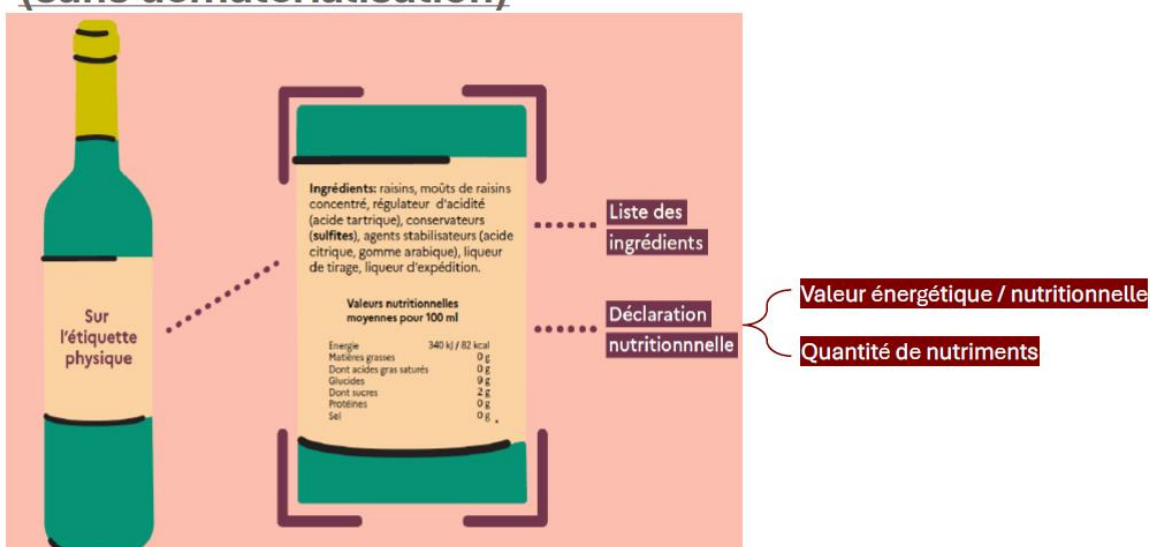 (sans dématérialisation)
Sur
l'étiquette
physique
Ingrédients: raisins, moûts de raisins
concentré, régulateur d'acidité
(acide tartrique), conservateurs
(sulfites), agents stabilisateurs (acide
citrique, gomme arabique), liqueur
de tirage, liqueur d'expédition.
Valeurs nutritionnelles
moyennes pour 100 ml
Energie 340 kJ / 82 kcal
Matières grasses 0 g
Dont acides gras saturés 0 g
Glucides 9 g
Dont sucres 2 g
Protéines 0 g
Sel 0 g .
Liste des
ingrédients
Déclaration
nutritionnnelle
Valeur énergétique / nutritionnelle
Quantité de nutriments